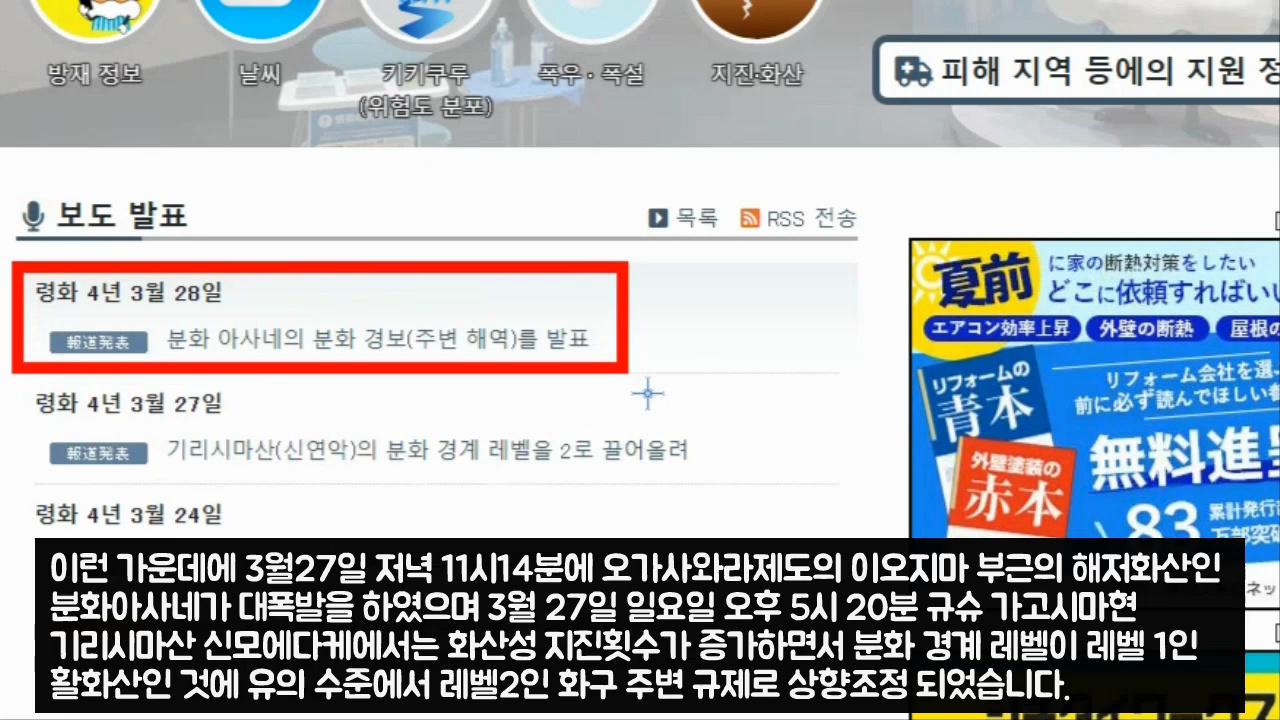 방재 정보
날씨
키키쿠루
(위험도 분포)
폭우·폭설
지진·화산
피해 지역 등에의 지원
보도 발표
목록
RSS 전송
령화 4년 3월 28일
報道発表 분화 아사네의 분화 경보(주변 해역)를 발표
령화 4년 3월 27일
報道発表 기리시마산(신연악)의 분화 경계 레벨을 2로 끌어올려
령화 4년 3월 24일
夏前
に家の断熱対策をしたい
どこに依頼すればいい
エアコン効率上昇
外壁の断熱
屋根の
リフォームの
青本
リフォーム会社を選
前に必ず読んでほしい
外壁塗装の
赤本
無料進
83
累計発行
万部突破
이런 가운데에 3월27일 저녁 11시14분에 오가사와라제도의 이오지마 부근의 해저화산인
분화아사네가 대폭발을 하였으며 3월 27일 일요일 오후 5시 20분 규슈 가고시마현
기리시마산 신모에다케에서는 화산성 지진횟수가 증가하면서 분화 경계 레벨이 레벨 1인
활화산인 것에 유의 수준에서 레벨2인 화구 주변 규제로 상향조정 되었습니다.